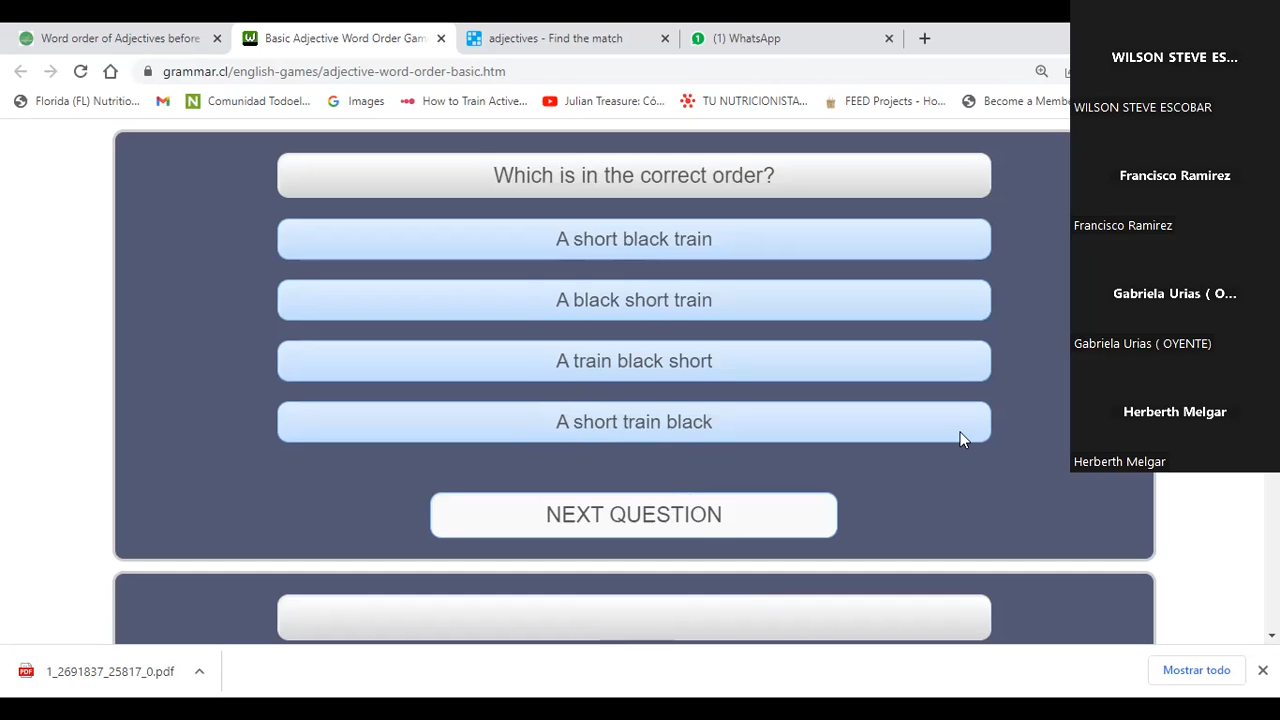 Word order of Adjectives before
Basic Adjective Word Order Gam
adjectives - Find the match
(1) WhatsApp
grammar.cl/english-games/adjective-word-order-basic.htm
Florida (FL) Nutritio...
Comunidad Todoel...
Images
How to Train Active...
Julian Treasure: Có...
TU NUTRICIONISTA...
FEED Projects - Ho...
Become a Membe
Which is in the correct order?
A short black train
A black short train
A train black short
A short train black
NEXT QUESTION
WILSON STEVE ES...
WILSON STEVE ESCOBAR
Francisco Ramirez
Francisco Ramirez
Gabriela Urias ( O...
Gabriela Urias ( OYENTE)
Herberth Melgar
Herberth Melgar
PDF
1_2691837_25817_0.pdf
Mostrar todo